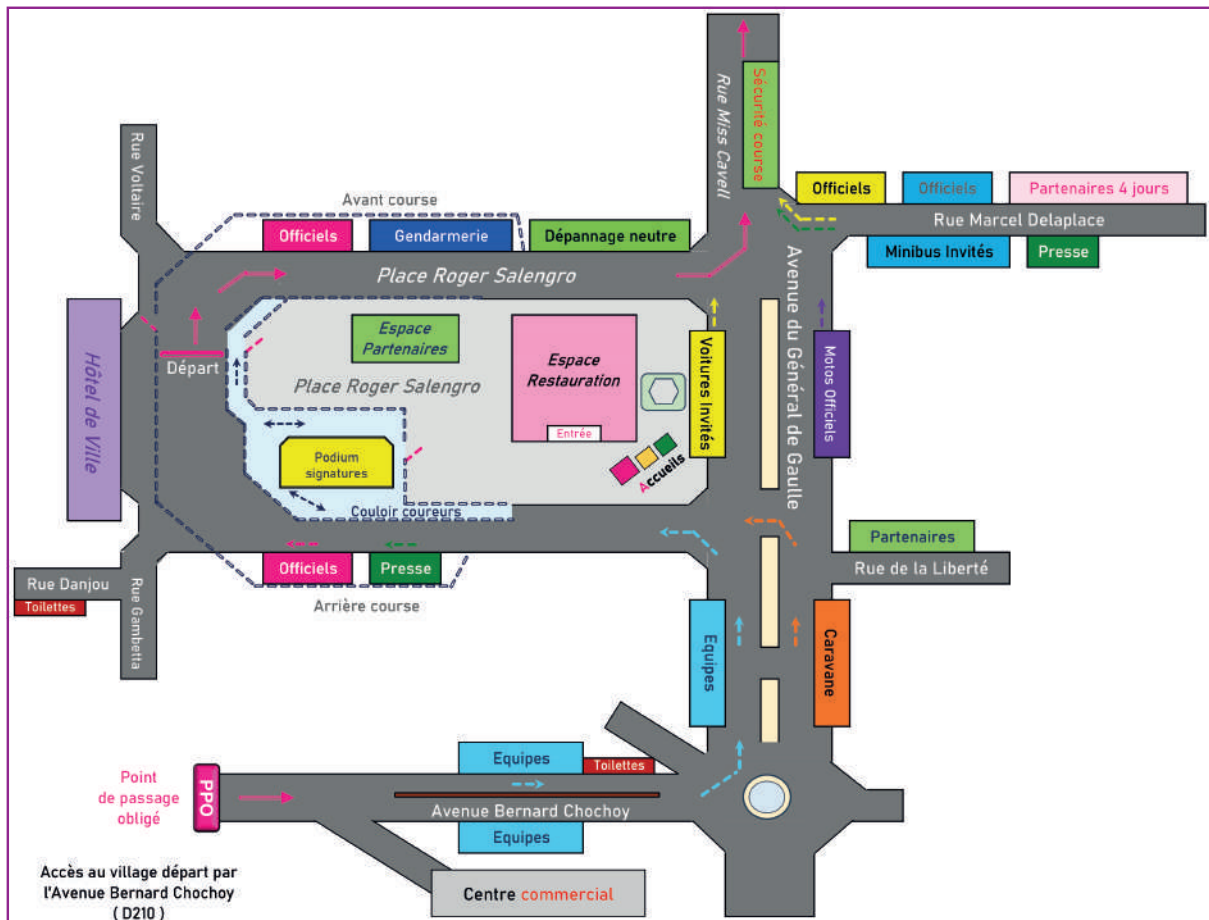 Rue Miss Cavell
Sécurité course
Rue Voltaire
Avant course
Officiels
Gendarmerie
Dépannage neutre
Officiels
Officiels
Partenaires 4 jours
Rue Marcel Delaplace
Minibus Invités
Presse
Place Roger Salengro
Avenue du Général de Gaulle
Hôtel de Ville
Départ
Espace
Partenaires
Espace
Restauration
Entrée
Place Roger Salengro
Voitures Invités
Motos Officiels
Accueils
Podium
signatures
Couloir coureurs
Officiels
Presse
Arrière course
Partenaires
Rue de la Liberté
Rue Danjou
Toilettes
Rue Gambetta
Equipes
Caravane
Equipes
Toilettes
Point
de passage
obligé
PPO
Avenue Bernard Chochoy
Equipes
Accès au village départ par
l'Avenue Bernard Chochoy
( D210 )
Centre commercial